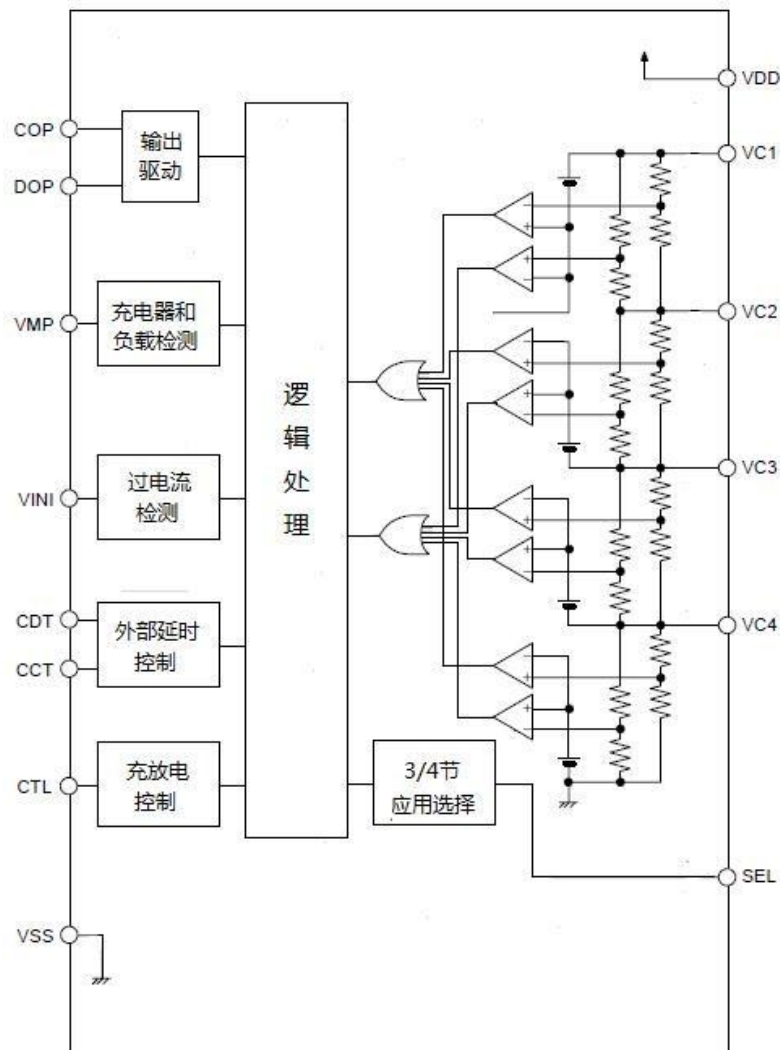 VDD
COP
输出
驱动
VC1
DOP
VMP
充电器和
负载检测
VC2
逻
辑
处
理
VINI
过电流
检测
VC3
CDT
外部延时
控制
CCT
VC4
CTL
充放电
控制
3/4节
应用选择
SEL
VSS